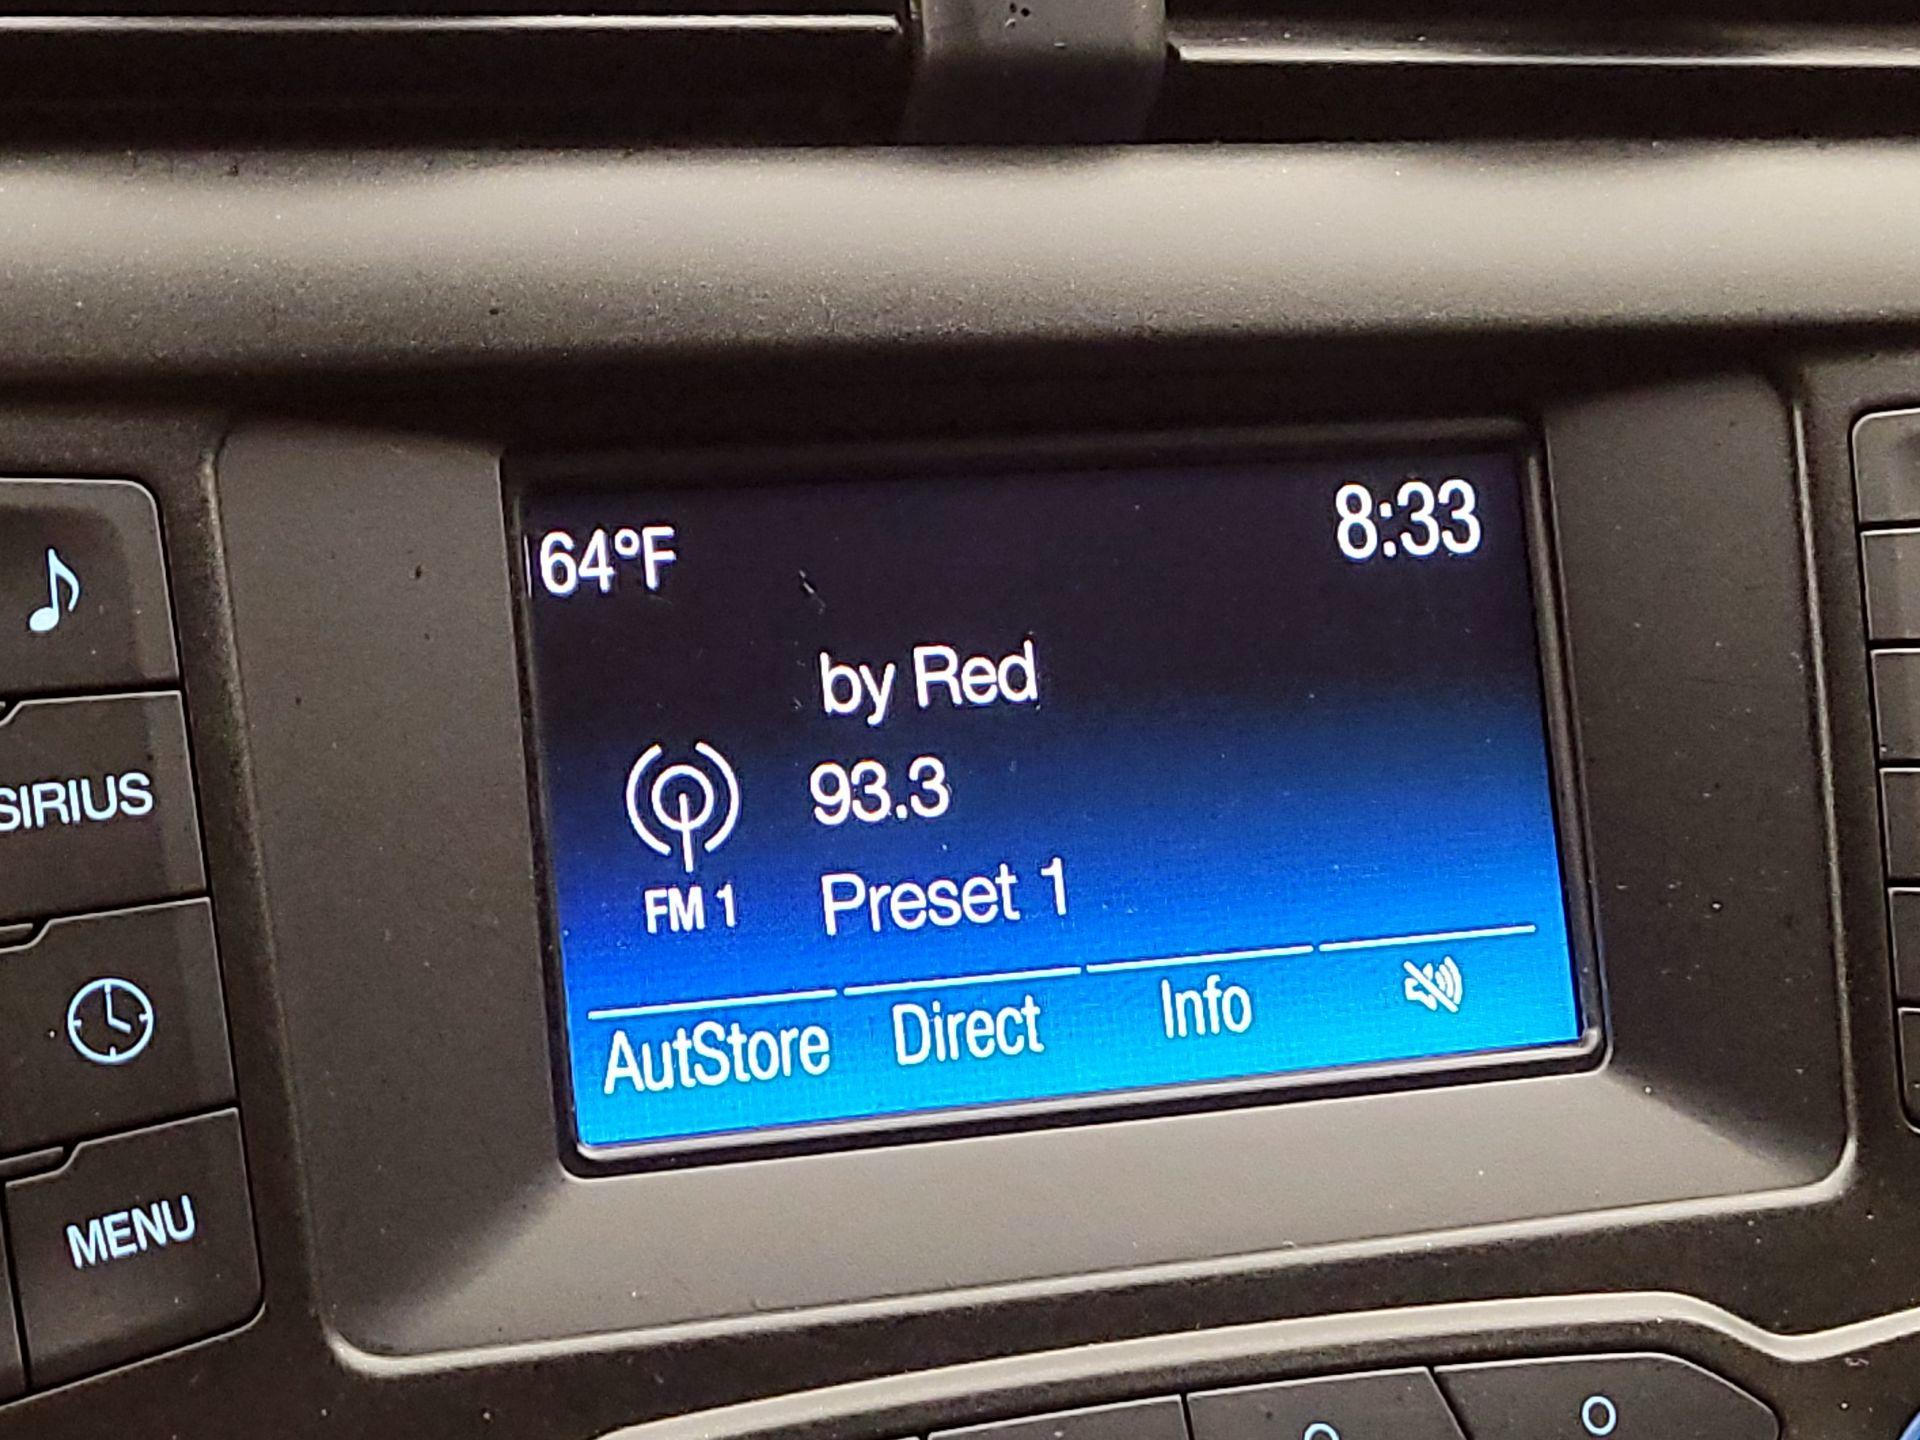 64°F
8:33
by Red
93.3
FM 1
Preset 1
AutStore
Direct
Info
SIRIUS
MENU